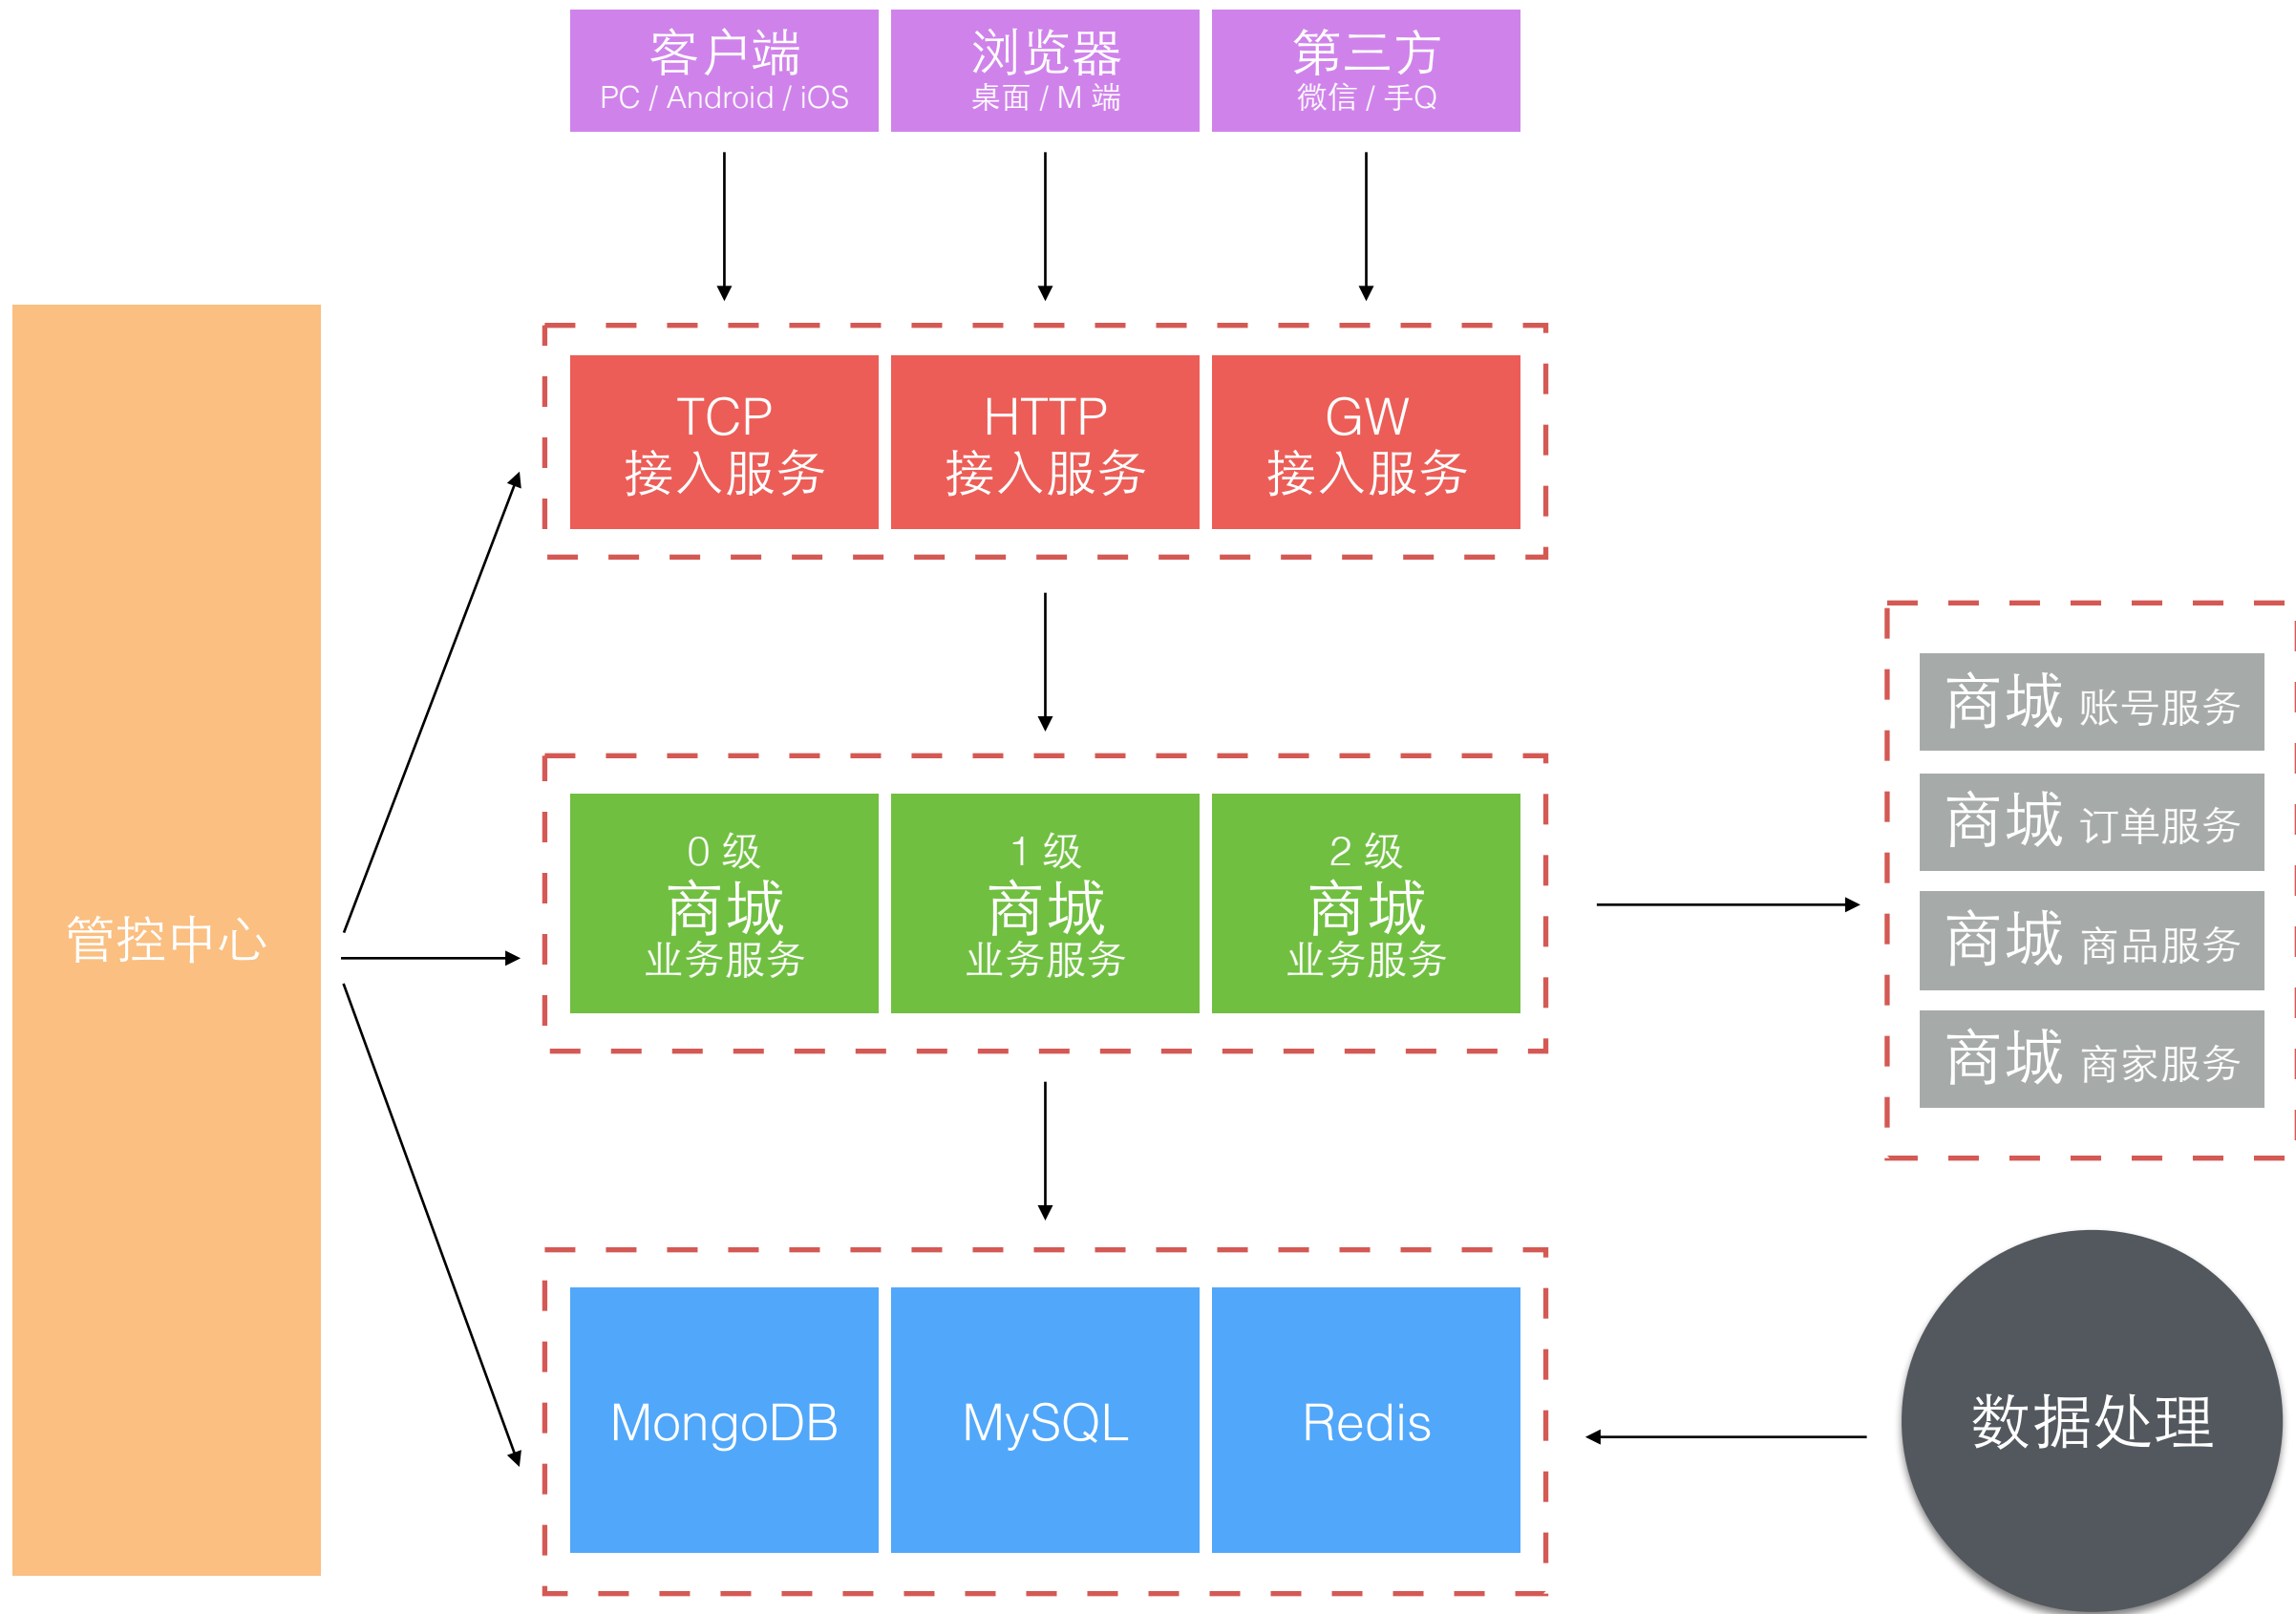 客户端
PC / Android / iOS
浏览器
桌面 / M 端
第三方
微信 / 手Q
TCP
接入服务
HTTP
接入服务
GW
接入服务
管控中心
0 级
商城
业务服务
1 级
商城
业务服务
2 级
商城
业务服务
商城 账号服务
商城 订单服务
商城 商品服务
商城 商家服务
MongoDB
MySQL
Redis
数据处理